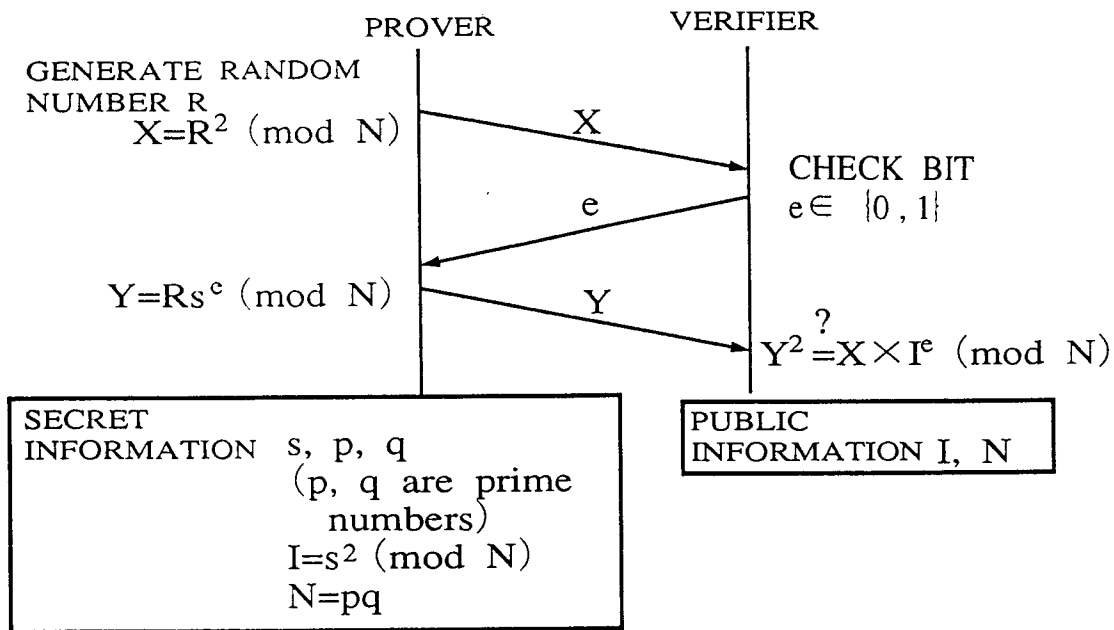 PROVER
VERIFIER
GENERATE RANDOM
NUMBER R
X=R² (mod N)
X
CHECK BIT
e∈ {0,1}
e
Y=Rsᵉ (mod N)
Y
?
Y²=X×Iᵉ (mod N)
SECRET
INFORMATION s, p, q
(p, q are prime
numbers)
I=s² (mod N)
N=pq
PUBLIC
INFORMATION I, N